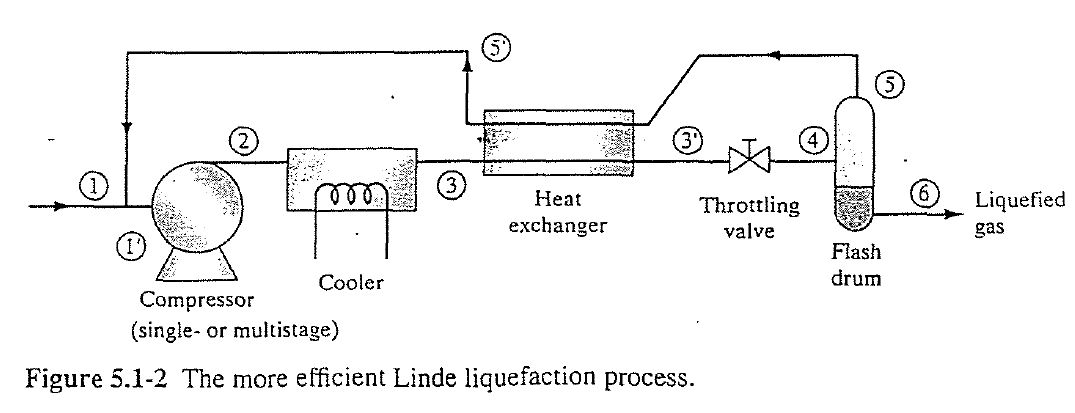 5'
5
2
3'
4
1
3
6
Liquefied
gas
1'
Heat
exchanger
Throttling
valve
Flash
drum
Cooler
Compressor
(single- or multistage)
Figure 5.1-2 The more efficient Linde liquefaction process.